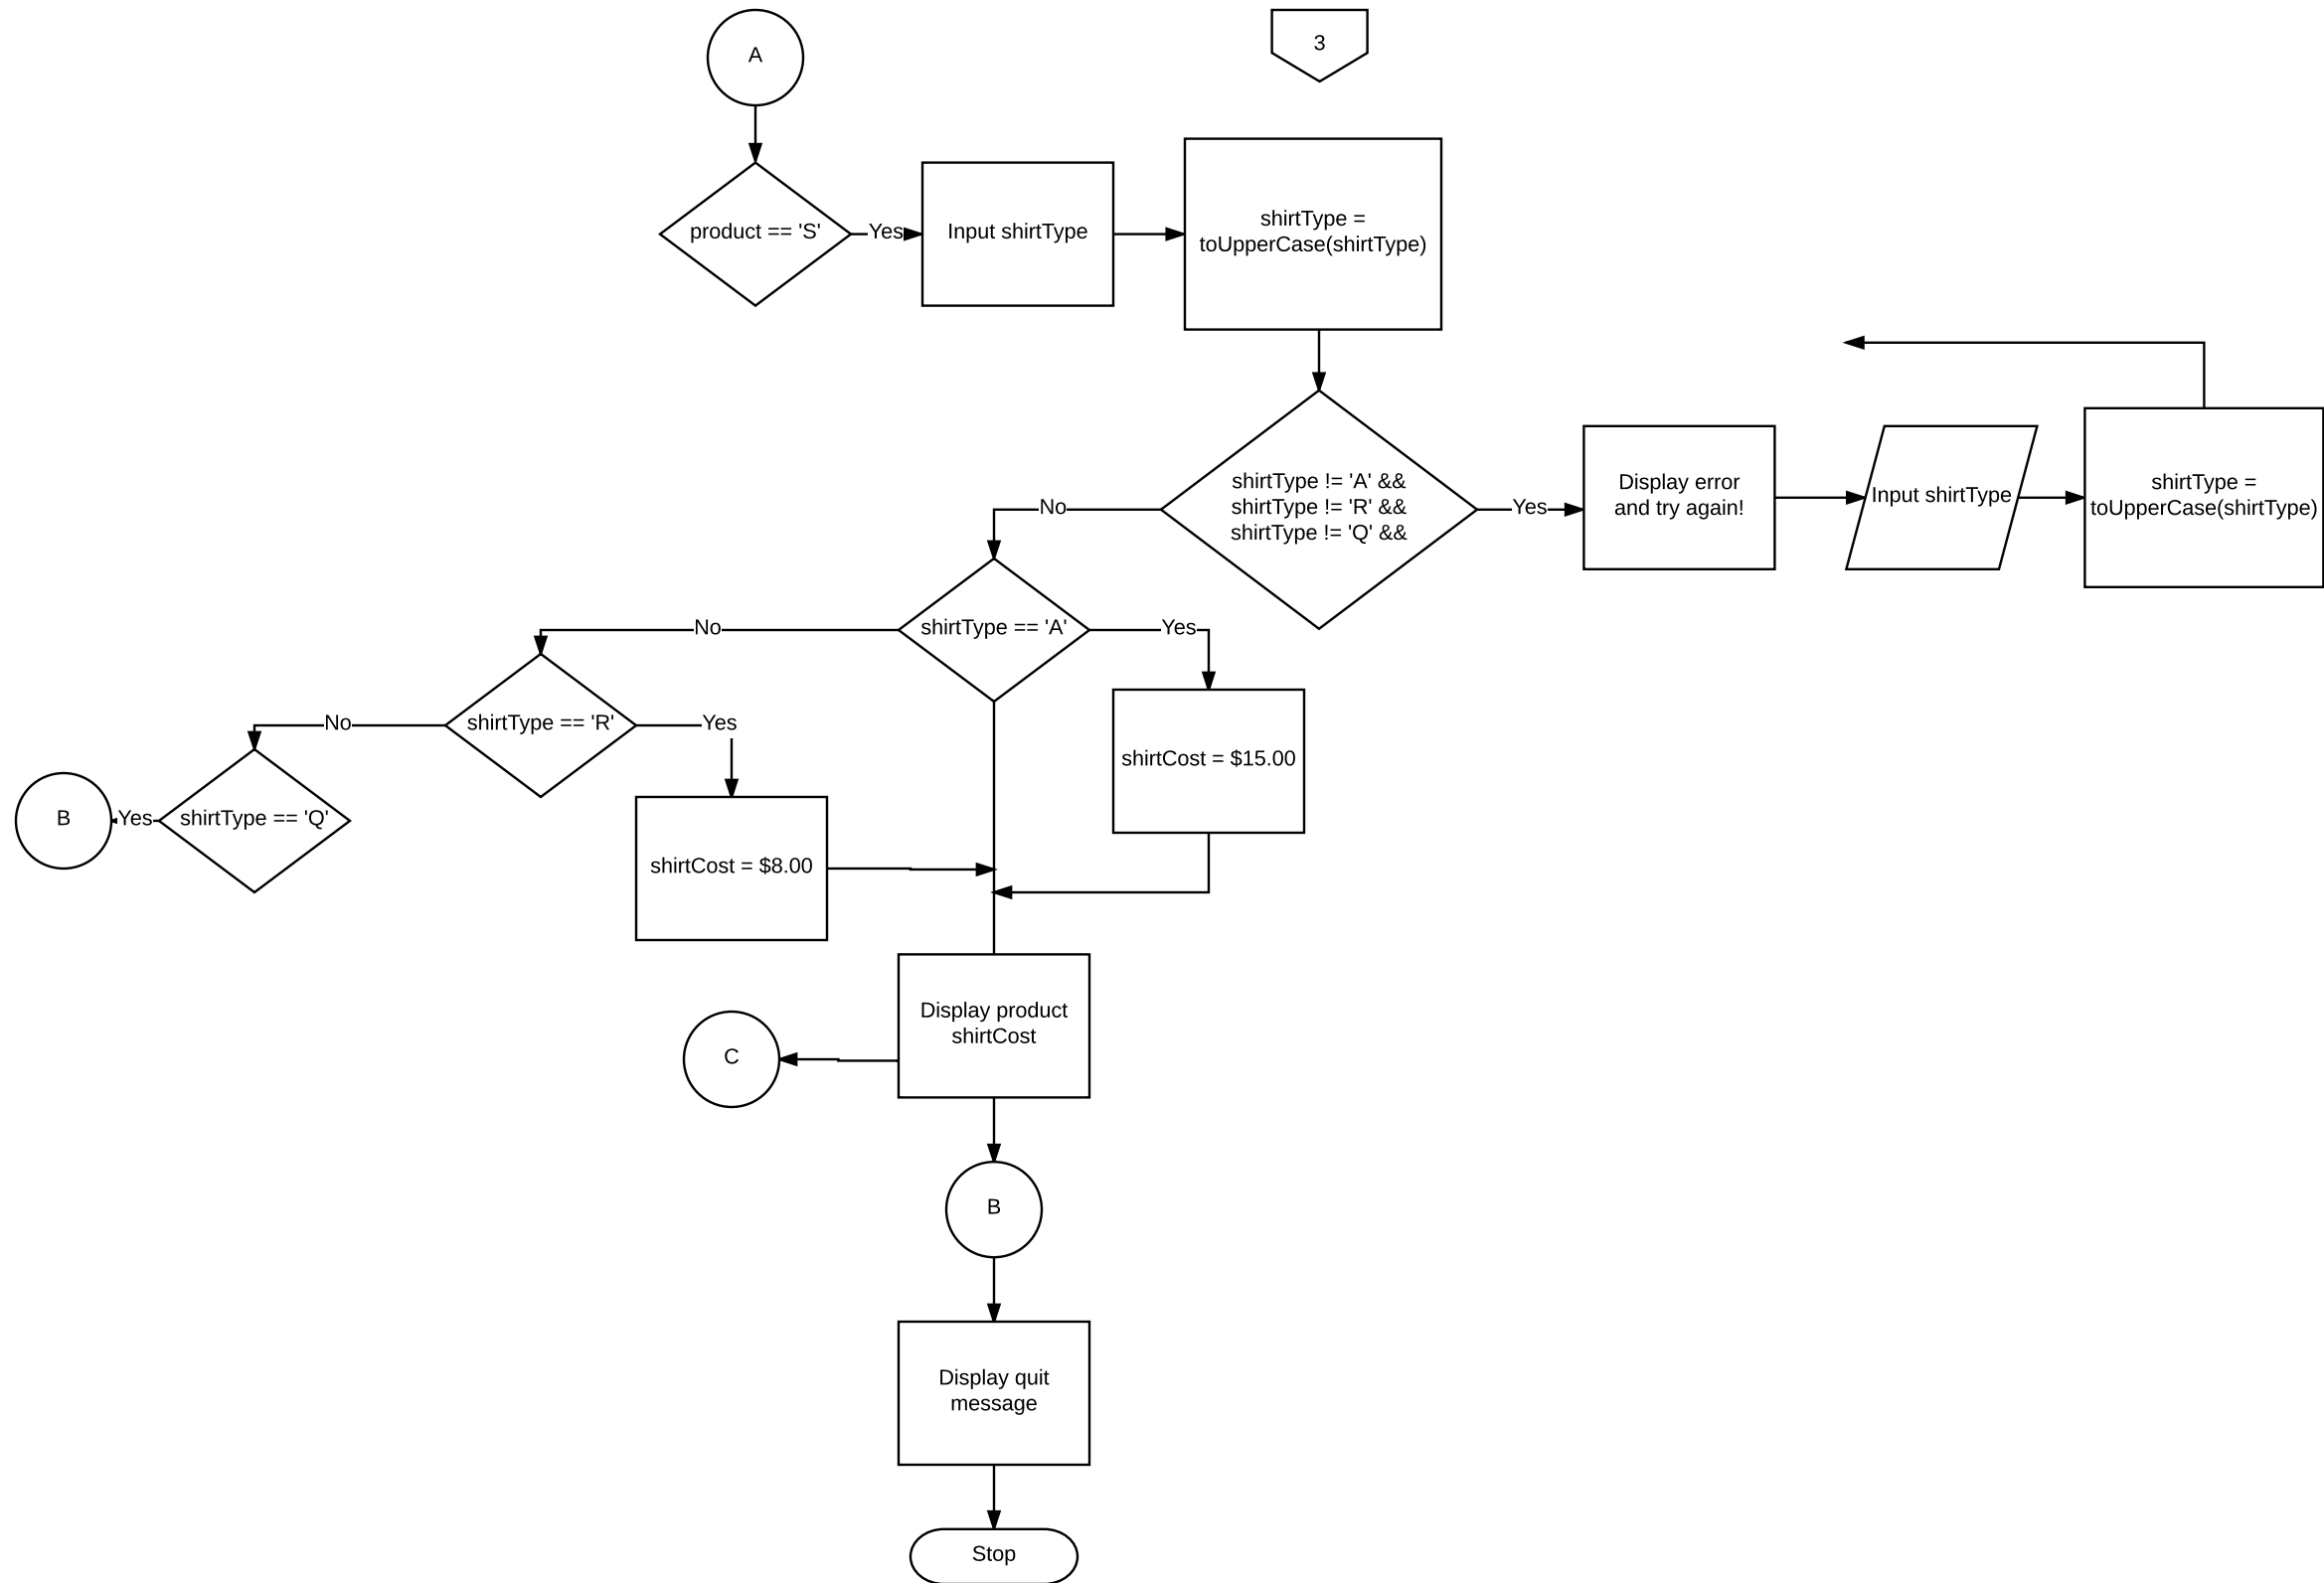 A
3
product == 'S'
Yes
Input shirtType
shirtType =
toUpperCase(shirtType)
shirtType != 'A' &&
shirtType != 'R' &&
shirtType != 'Q' &&
No
Yes
Display error
and try again!
Input shirtType
shirtType =
toUpperCase(shirtType)
shirtType == 'A'
No
Yes
shirtType == 'R'
No
Yes
shirtCost = $15.00
B
Yes
shirtType == 'Q'
shirtCost = $8.00
Display product
shirtCost
C
B
Display quit
message
Stop